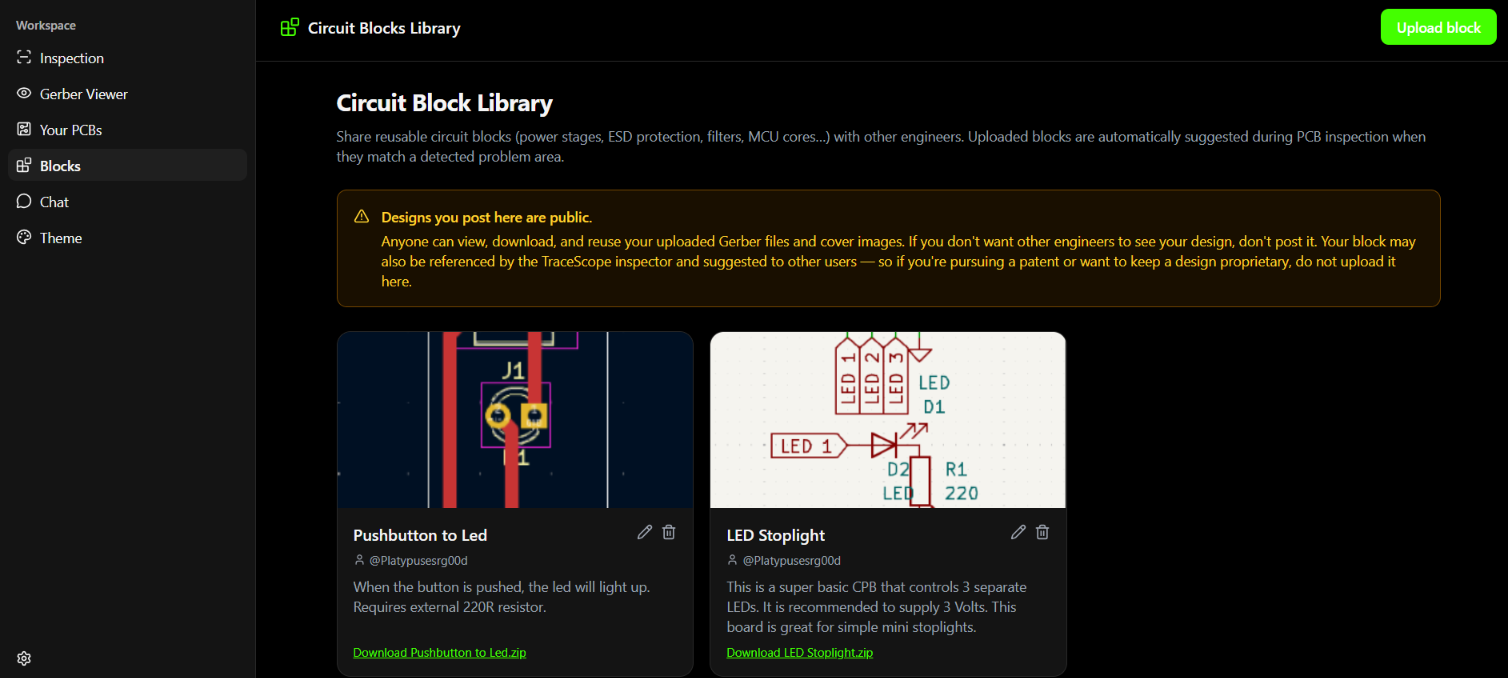 Workspace
Inspection
Gerber Viewer
Your PCBs
Blocks
Chat
Theme
Circuit Blocks Library
Upload block
Circuit Block Library
Share reusable circuit blocks (power stages, ESD protection, filters, MCU cores...) with other engineers. Uploaded blocks are automatically suggested during PCB inspection when
they match a detected problem area.
Designs you post here are public.
Anyone can view, download, and reuse your uploaded Gerber files and cover images. If you don't want other engineers to see your design, don't post it. Your block may
also be referenced by the TraceScope inspector and suggested to other users — so if you're pursuing a patent or want to keep a design proprietary, do not upload it
here.
J1
LED 1
LED 2
LED 3
LED
D1
LED 1
D2
LED
R1
220
Pushbutton to Led
@Platypusesrg00d
When the button is pushed, the led will light up.
Requires external 220R resistor.
Download Pushbutton to Led.zip
LED Stoplight
@Platypusesrg00d
This is a super basic CPB that controls 3 separate
LEDs. It is recommended to supply 3 Volts. This
board is great for simple mini stoplights.
Download LED Stoplight.zip